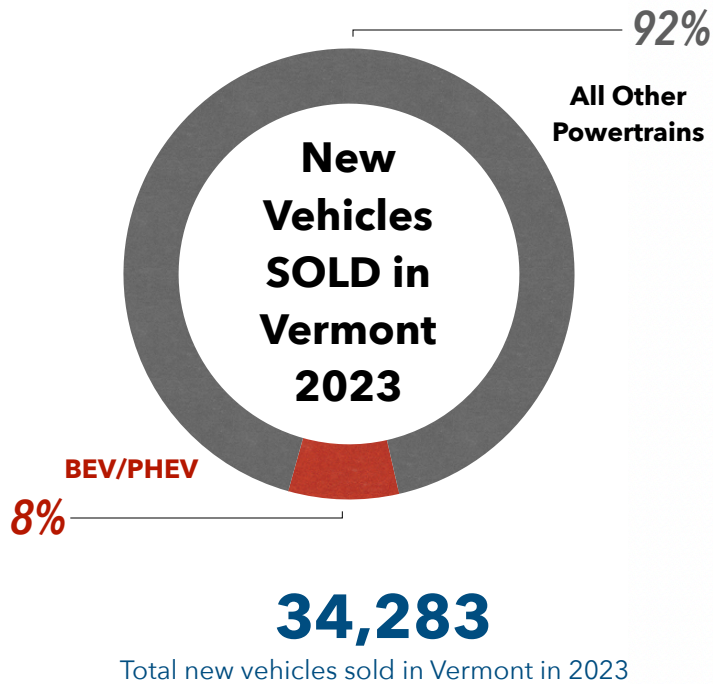 92%
All Other
Powertrains
New
Vehicles
SOLD in
Vermont
2023
BEV/PHEV
8%
34,283
Total new vehicles sold in Vermont in 2023